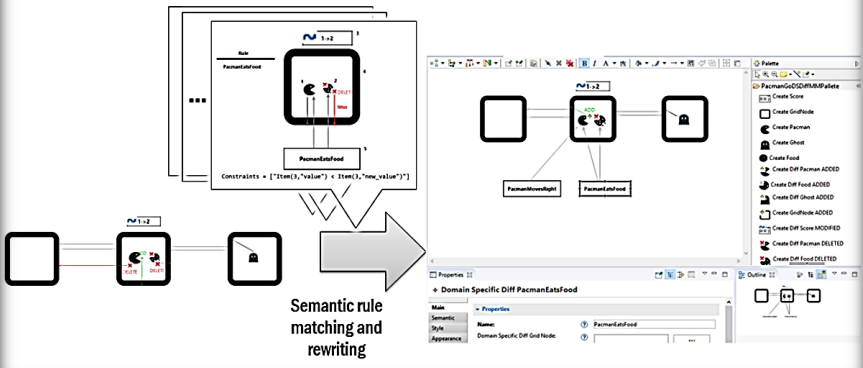 1->2
3
Rule
PacmanEatsFood
4
1
2
DELETE
New
5
PacmanEatsFood
Constraints = ["Item(3,"value") < Item(3,"new_value")"]
1->2
DELETE
Semantic rule
matching and
rewriting
1->2
ADD
PacmanMovesRight
PacmanEatsFood
Palette
PacmanGoDSDiffMMPallete
Create Score
Create GridNode
Create Pacman
Create Ghost
Create Food
Create Diff Pacman ADDED
Create Diff Food ADDED
Create Diff Ghost ADDED
Create GridNode ADDED
Create Diff Score MODIFIED
Create Diff Pacman DELETED
Create Diff Food DELETED
Properties
Domain Specific Diff PacmanEatsFood
Main
Semantic
Style
Appearance
Properties
Name:
PacmanEatsFood
Domain Specific Diff Grid Node:
...
Outline